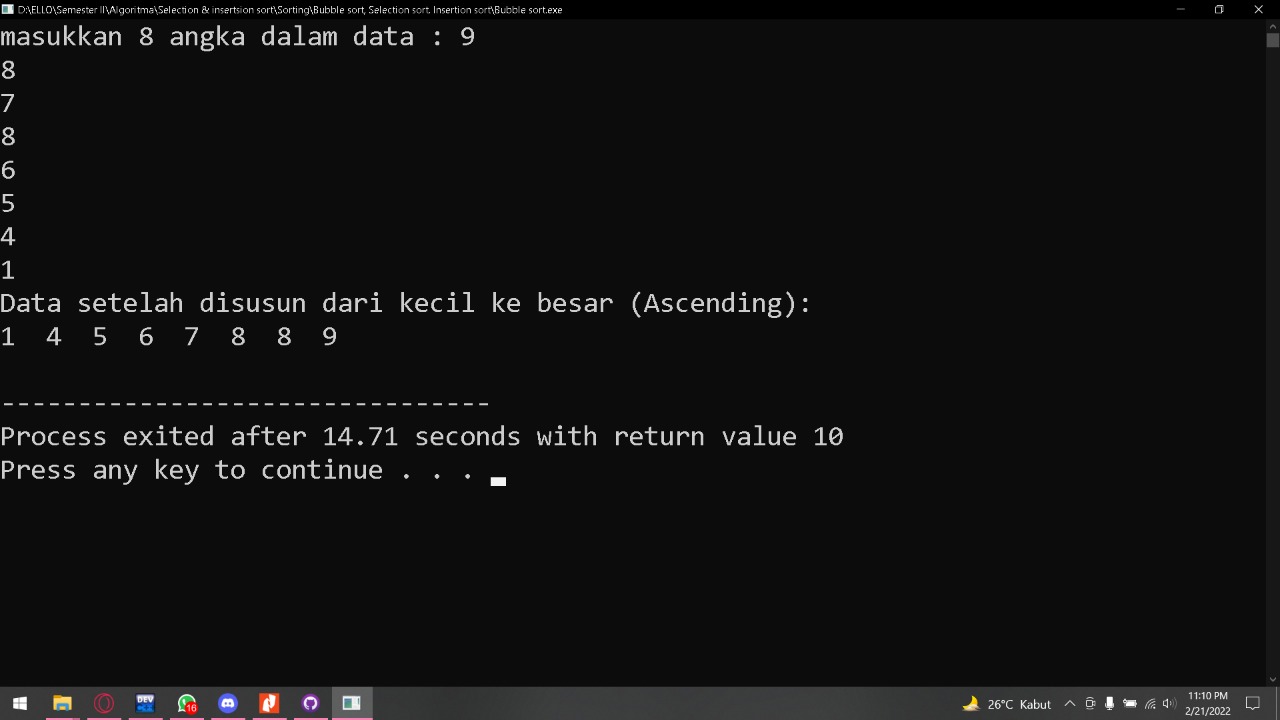 D:\ELLO\Semester II\Algoritma\Selection & insertsion sort\Sorting\Bubble sort, Selection sort. Insertion sort\Bubble sort.exe
masukkan 8 angka dalam data : 9
8
7
8
6
5
4
1
Data setelah disusun dari kecil ke besar (Ascending):
1  4  5  6  7  8  8  9
--------------------------------
Process exited after 14.71 seconds with return value 10
Press any key to continue . . .
DEV
16
26°C Kabut
11:10 PM
2/21/2022